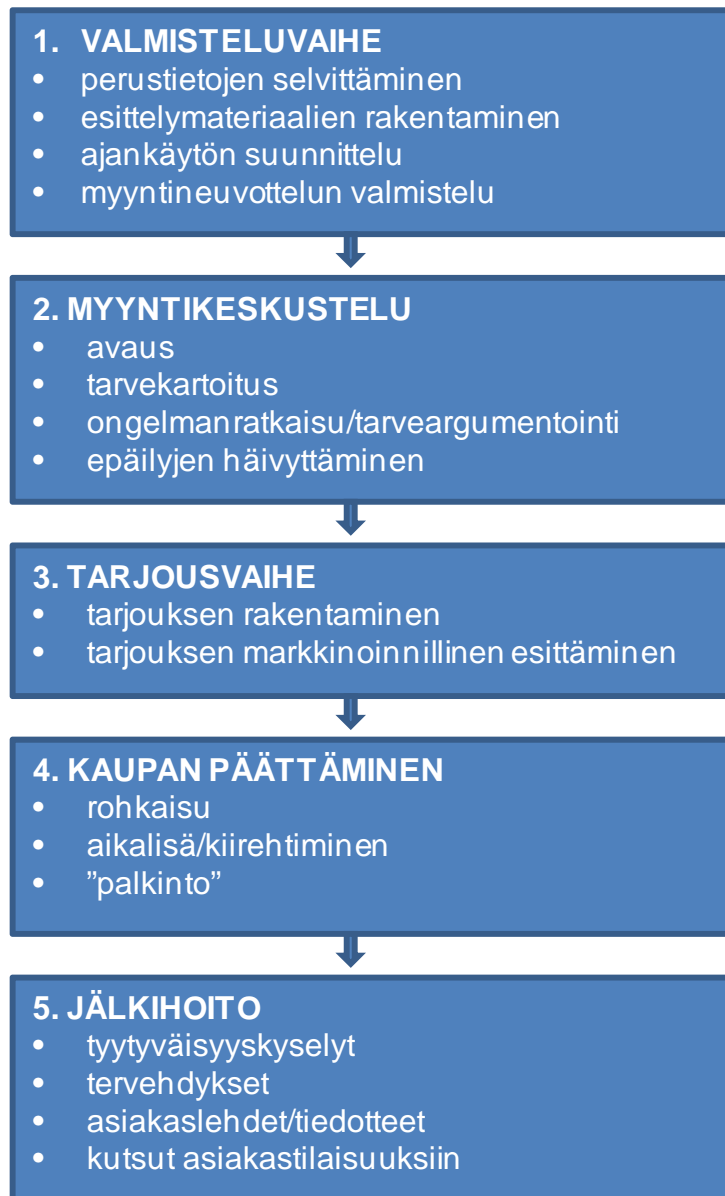 1. VALMISTELUVAIHE
• perustietojen selvittäminen
• esittelymateriaalien rakentaminen
• ajankäytön suunnittelu
• myyntineuvottelun valmistelu
2. MYYNTIKESKUSTELU
• avaus
• tarvekartoitus
• ongelmanratkaisu/tarveargumentointi
• epäilyjen häivyttäminen
3. TARJOUSVAIHE
• tarjouksen rakentaminen
• tarjouksen markkinoinnillinen esittäminen
4. KAUPAN PÄÄTTÄMINEN
• rohkaisu
• aikalisä/kiirehtiminen
• ”palkinto”
5. JÄLKIHOITO
• tyytyväisyyskyselyt
• tervehdykset
• asiakaslehdet/tiedotteet
• kutsut asiakastilaisuuksiin